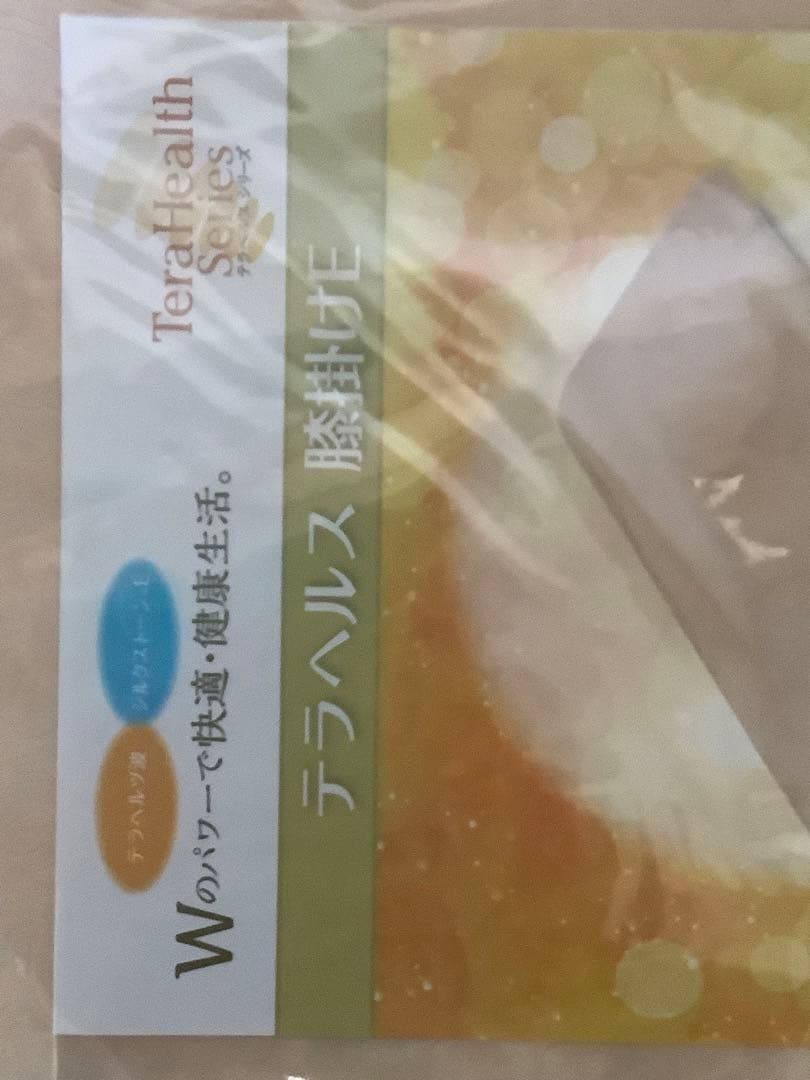 テラヘルツ波
シルクストーンE
Wのパワーで快適・健康生活。
TeraHealth
Series
テラヘルス シリーズ
テラヘルス 膝掛けE